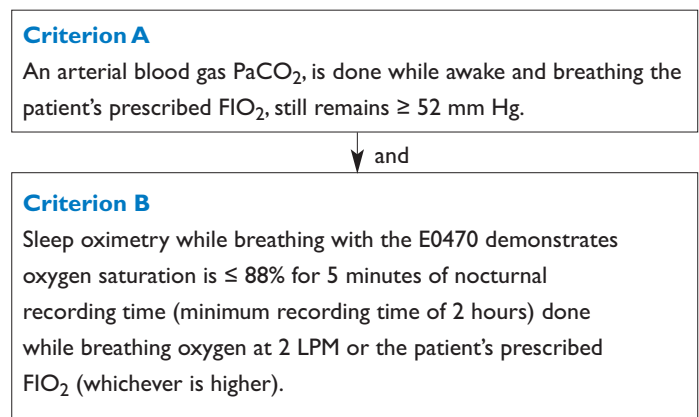 Criterion A
An arterial blood gas PaCO₂, is done while awake and breathing the
patient’s prescribed FIO₂, still remains ≥ 52 mm Hg.
and
Criterion B
Sleep oximetry while breathing with the E0470 demonstrates
oxygen saturation is ≤ 88% for 5 minutes of nocturnal
recording time (minimum recording time of 2 hours) done
while breathing oxygen at 2 LPM or the patient’s prescribed
FIO₂ (whichever is higher).